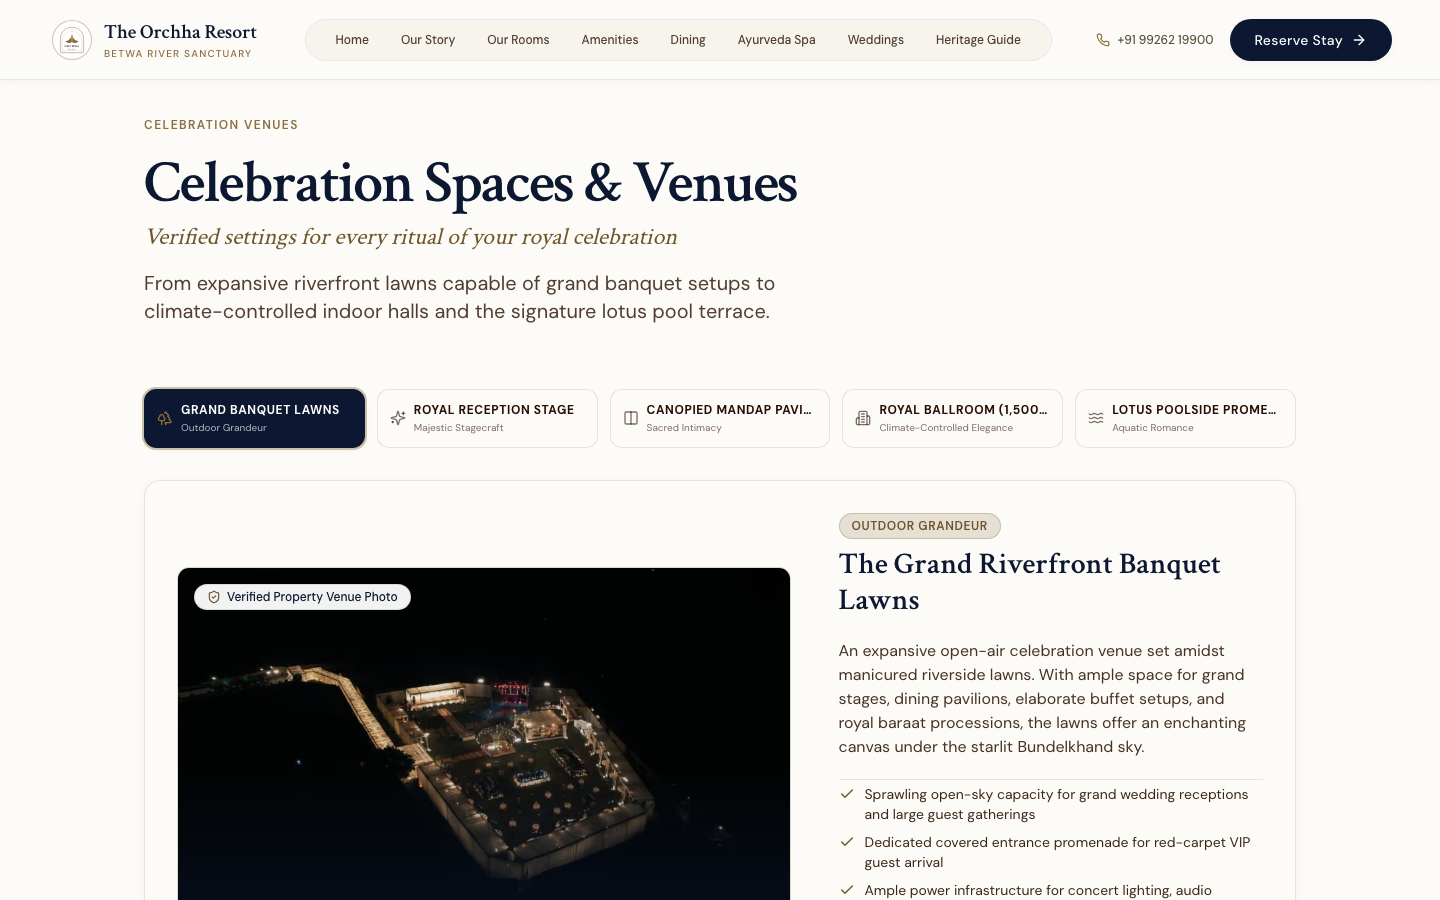 The Orchha Resort
BETWA RIVER SANCTUARY
Home
Our Story
Our Rooms
Amenities
Dining
Ayurveda Spa
Weddings
Heritage Guide
+91 99262 19900
Reserve Stay
CELEBRATION VENUES
Celebration Spaces & Venues
Verified settings for every ritual of your royal celebration
From expansive riverfront lawns capable of grand banquet setups to
climate-controlled indoor halls and the signature lotus pool terrace.
GRAND BANQUET LAWNS
Outdoor Grandeur
ROYAL RECEPTION STAGE
Majestic Stagecraft
CANOPIED MANDAP PAVI...
Sacred Intimacy
ROYAL BALLROOM (1,500...
Climate-Controlled Elegance
LOTUS POOLSIDE PROME...
Aquatic Romance
Verified Property Venue Photo
OUTDOOR GRANDEUR
The Grand Riverfront Banquet
Lawns
An expansive open-air celebration venue set amidst
manicured riverside lawns. With ample space for grand
stages, dining pavilions, elaborate buffet setups, and
royal baraat processions, the lawns offer an enchanting
canvas under the starlit Bundelkhand sky.
Sprawling open-sky capacity for grand wedding receptions
and large guest gatherings
Dedicated covered entrance promenade for red-carpet VIP
guest arrival
Ample power infrastructure for concert lighting, audio